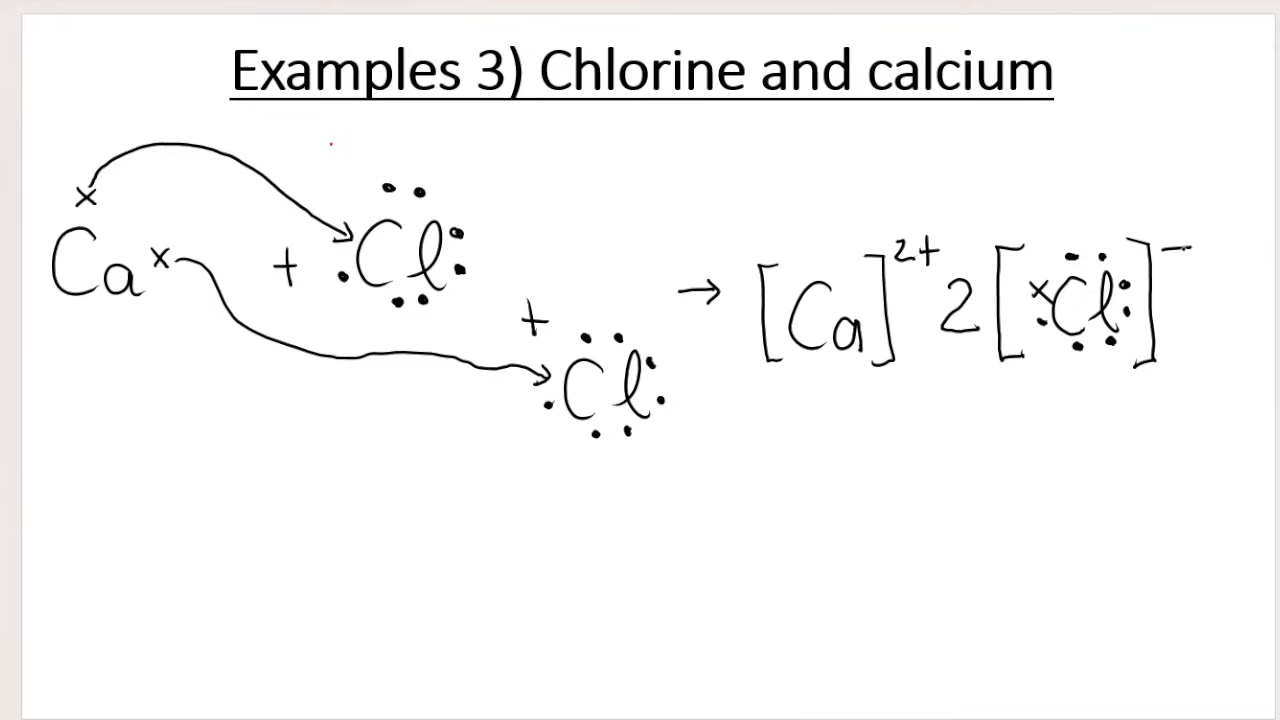 Examples 3) Chlorine and calcium
Ca + Cl + Cl → [Ca]²⁺ 2[Cl]⁻